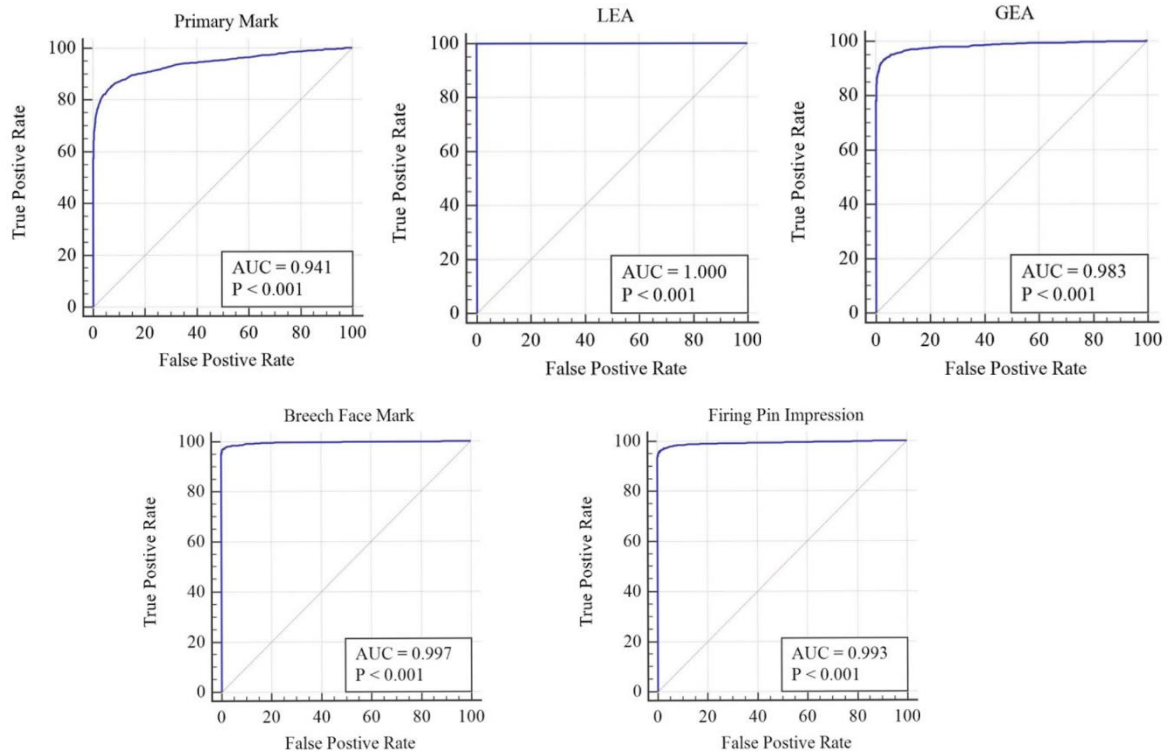 Primary Mark
True Postive Rate
100
80
60
40
20
0
AUC = 0.941
P < 0.001
0 20 40 60 80 100
False Postive Rate
LEA
True Postive Rate
100
80
60
40
20
0
AUC = 1.000
P < 0.001
0 20 40 60 80 100
False Postive Rate
GEA
True Postive Rate
100
80
60
40
20
0
AUC = 0.983
P < 0.001
0 20 40 60 80 100
False Postive Rate
Breech Face Mark
True Postive Rate
100
80
60
40
20
0
AUC = 0.997
P < 0.001
0 20 40 60 80 100
False Postive Rate
Firing Pin Impression
True Postive Rate
100
80
60
40
20
0
AUC = 0.993
P < 0.001
0 20 40 60 80 100
False Postive Rate